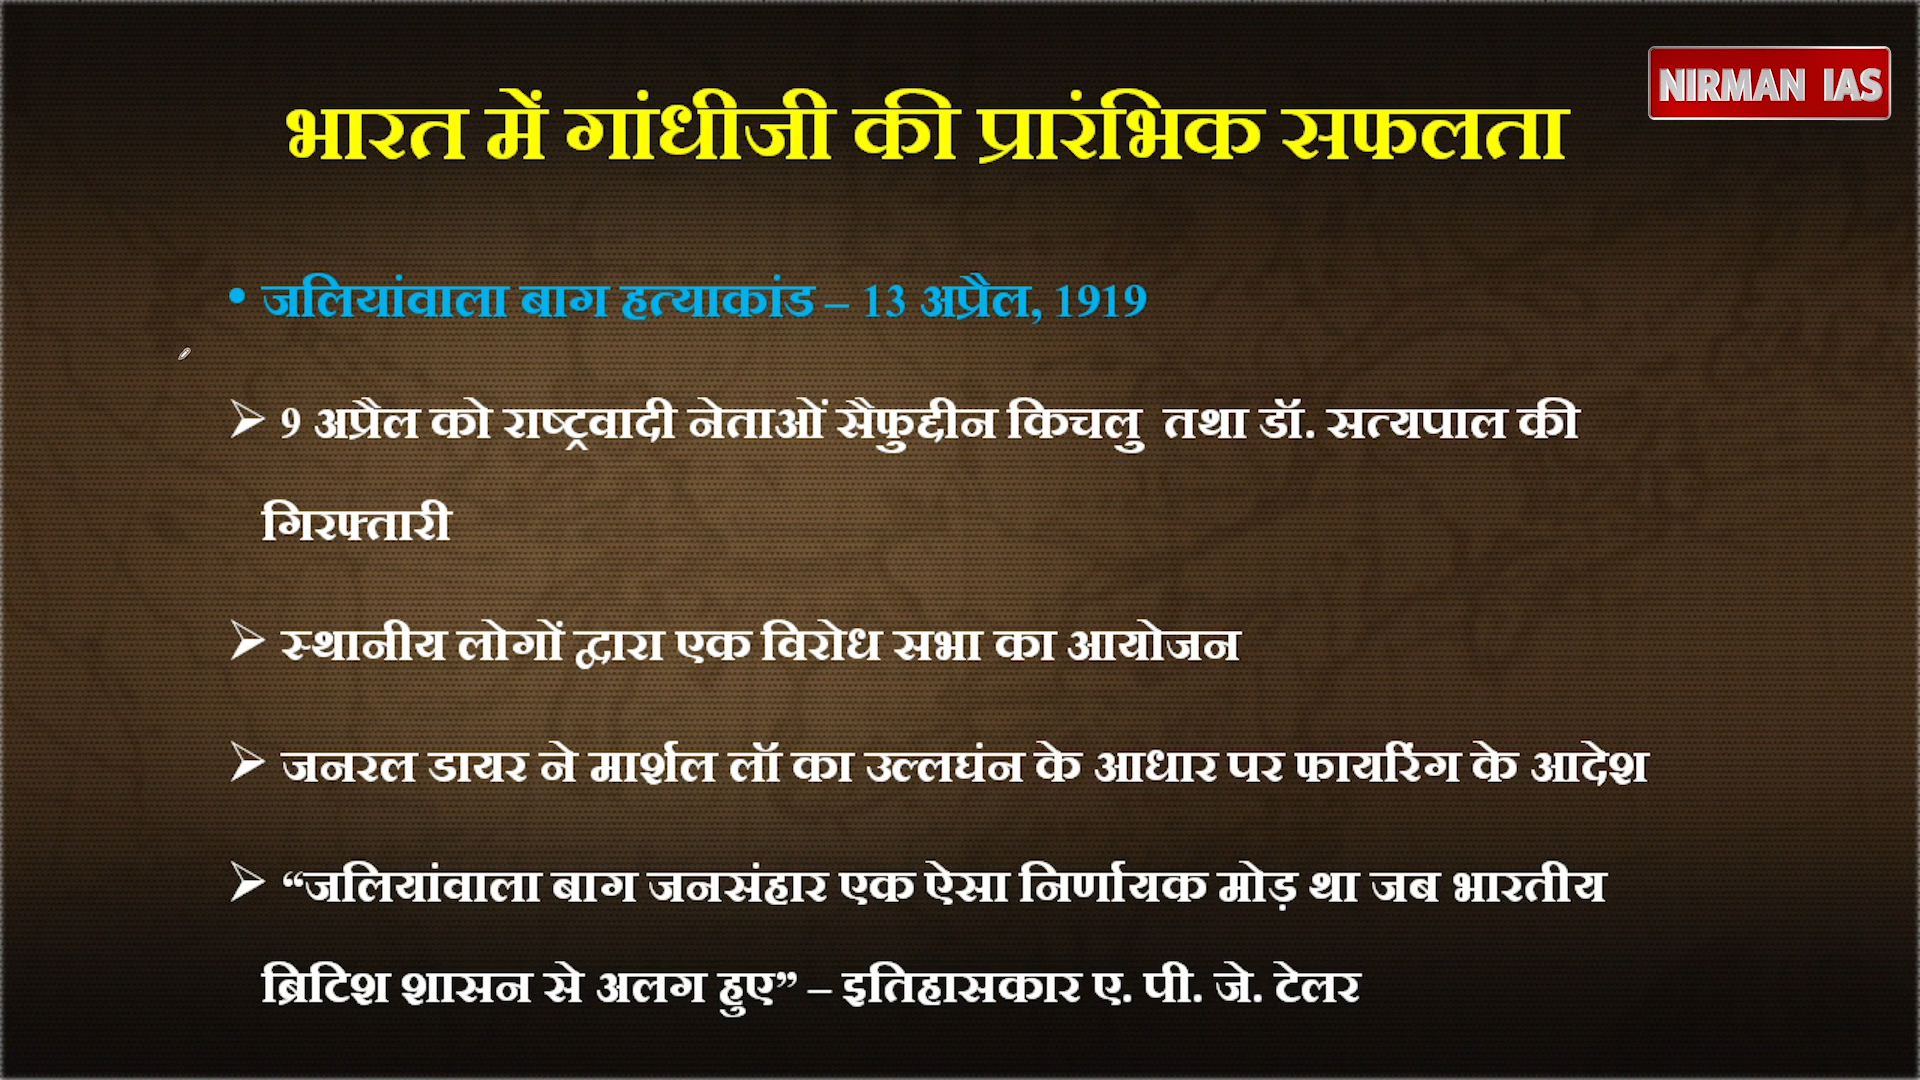 NIRMAN IAS
भारत में गांधीजी की प्रारंभिक सफलता
• जलियांवाला बाग हत्याकांड – 13 अप्रैल, 1919
➢ 9 अप्रैल को राष्ट्रवादी नेताओं सैफुद्दीन किचलु तथा डॉ. सत्यपाल की
गिरफ्तारी
➢ स्थानीय लोगों द्वारा एक विरोध सभा का आयोजन
➢ जनरल डायर ने मार्शल लॉ का उल्लघंन के आधार पर फायरिंग के आदेश
➢ “जलियांवाला बाग जनसंहार एक ऐसा निर्णायक मोड़ था जब भारतीय
ब्रिटिश शासन से अलग हुए” – इतिहासकार ए. पी. जे. टेलर